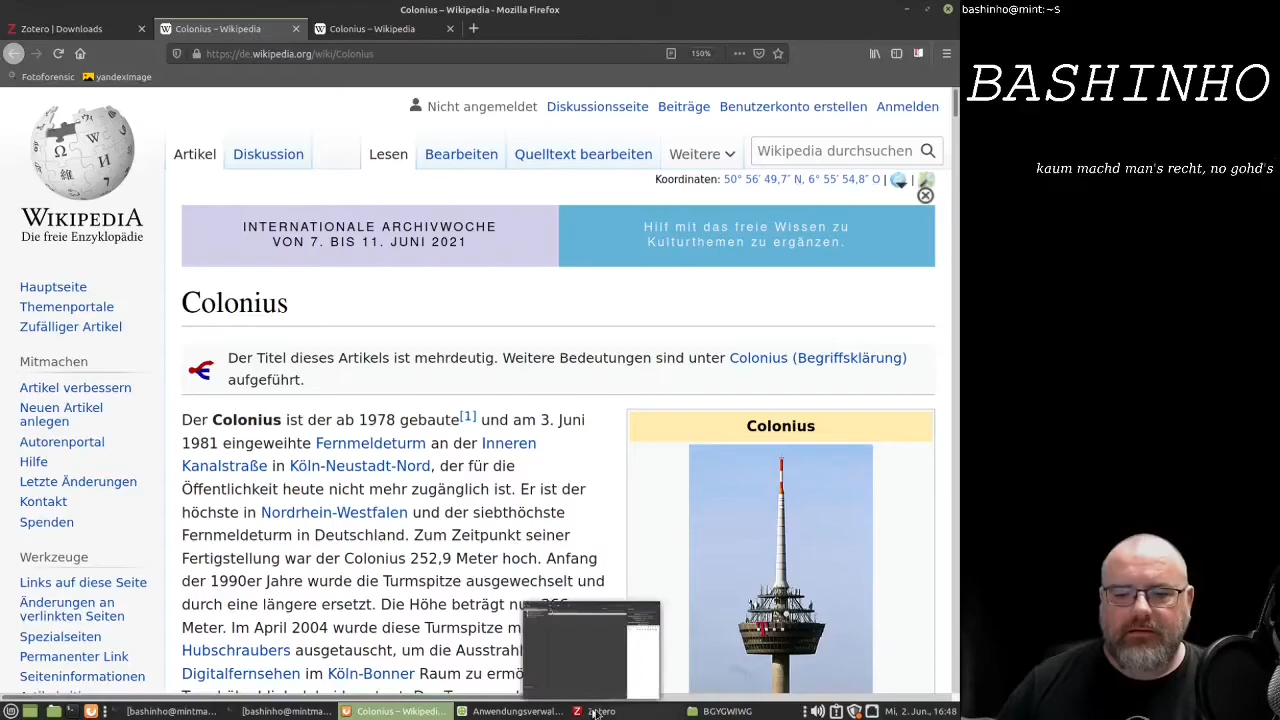 Colonius – Wikipedia - Mozilla Firefox
bashinho@mint:~$
Zotero | Downloads
Colonius – Wikipedia
Colonius – Wikipedia
https://de.wikipedia.org/wiki/Colonius
150%
Fotoforensic
yandexImage
BASHINHO
kaum machd man's recht, no gohd's
Nicht angemeldet Diskussionsseite Beiträge Benutzerkonto erstellen Anmelden
Artikel Diskussion Lesen Bearbeiten Quelltext bearbeiten Weitere Wikipedia durchsuchen
Koordinaten: 50° 56′ 49,7″ N, 6° 55′ 54,8″ O | |
WIKIPEDIA
Die freie Enzyklopädie
INTERNATIONALE ARCHIVWOCHE
VON 7. BIS 11. JUNI 2021
Hilf mit das freie Wissen zu
Kulturthemen zu ergänzen.
Hauptseite
Themenportale
Zufälliger Artikel
Mitmachen
Artikel verbessern
Neuen Artikel
anlegen
Autorenportal
Hilfe
Letzte Änderungen
Kontakt
Spenden
Werkzeuge
Links auf diese Seite
Änderungen an
verlinkten Seiten
Spezialseiten
Permanenter Link
Seiteninformationen
Colonius
Der Titel dieses Artikels ist mehrdeutig. Weitere Bedeutungen sind unter Colonius (Begriffsklärung)
aufgeführt.
Der Colonius ist der ab 1978 gebaute[1] und am 3. Juni
1981 eingeweihte Fernmeldeturm an der Inneren
Kanalstraße in Köln-Neustadt-Nord, der für die
Öffentlichkeit heute nicht mehr zugänglich ist. Er ist der
höchste in Nordrhein-Westfalen und der siebthöchste
Fernmeldeturm in Deutschland. Zum Zeitpunkt seiner
Fertigstellung war der Colonius 252,9 Meter hoch. Anfang
der 1990er Jahre wurde die Turmspitze ausgewechselt und
durch eine längere ersetzt. Die Höhe beträgt
Meter. Im April 2004 wurde diese Turmspitze
Hubschraubers ausgetauscht, um die
Digitalfernsehen im Köln-Bonner Raum zu
Colonius
[bashinho@mintma...
[bashinho@mintma...
Colonius – Wikipedi...
Anwendungsverwal...
Zotero
BGYGWIWG
Mi, 2. Jun., 16:48